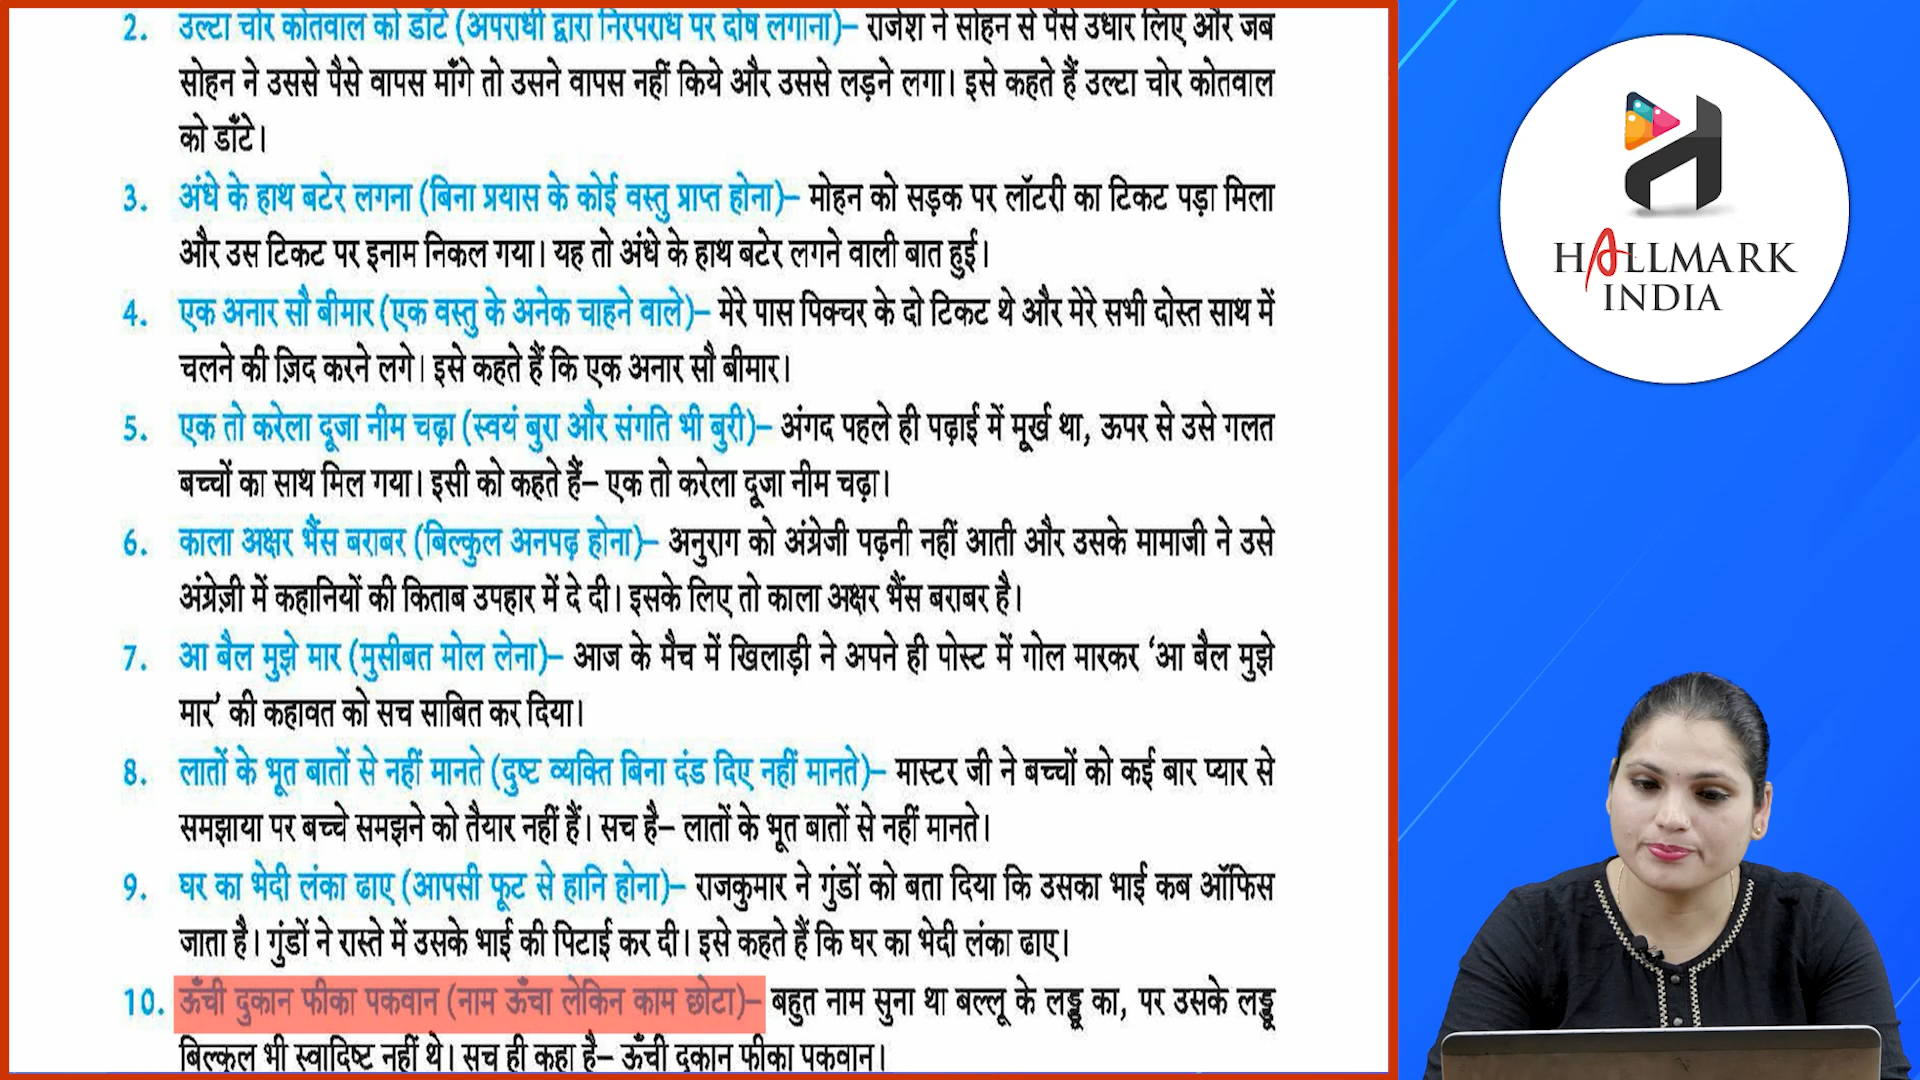 2. उल्टा चोर कोतवाल को डाँटे (अपराधी द्वारा निरपराध पर दोष लगाना)– राजेश ने सोहन से पैसे उधार लिए और जब
सोहन ने उससे पैसे वापस माँगे तो उसने वापस नहीं किये और उससे लड़ने लगा। इसे कहते हैं उल्टा चोर कोतवाल
को डाँटे।
3. अंधे के हाथ बटेर लगना (बिना प्रयास के कोई वस्तु प्राप्त होना)– मोहन को सड़क पर लॉटरी का टिकट पड़ा मिला
और उस टिकट पर इनाम निकल गया। यह तो अंधे के हाथ बटेर लगने वाली बात हुई।
4. एक अनार सौ बीमार (एक वस्तु के अनेक चाहने वाले)– मेरे पास पिक्चर के दो टिकट थे और मेरे सभी दोस्त साथ में
चलने की ज़िद करने लगे। इसे कहते हैं कि एक अनार सौ बीमार।
5. एक तो करेला दूजा नीम चढ़ा (स्वयं बुरा और संगति भी बुरी)– अंगद पहले ही पढ़ाई में मूर्ख था, ऊपर से उसे गलत
बच्चों का साथ मिल गया। इसी को कहते हैं– एक तो करेला दूजा नीम चढ़ा।
6. काला अक्षर भैंस बराबर (बिल्कुल अनपढ़ होना)– अनुराग को अंग्रेजी पढ़नी नहीं आती और उसके मामाजी ने उसे
अंग्रेज़ी में कहानियों की किताब उपहार में दे दी। इसके लिए तो काला अक्षर भैंस बराबर है।
7. आ बैल मुझे मार (मुसीबत मोल लेना)– आज के मैच में खिलाड़ी ने अपने ही पोस्ट में गोल मारकर ‘आ बैल मुझे
मार’ की कहावत को सच साबित कर दिया।
8. लातों के भूत बातों से नहीं मानते (दुष्ट व्यक्ति बिना दंड दिए नहीं मानते)– मास्टर जी ने बच्चों को कई बार प्यार से
समझाया पर बच्चे समझने को तैयार नहीं हैं। सच है– लातों के भूत बातों से नहीं मानते।
9. घर का भेदी लंका ढाए (आपसी फूट से हानि होना)– राजकुमार ने गुंडों को बता दिया कि उसका भाई कब ऑफिस
जाता है। गुंडों ने रास्ते में उसके भाई की पिटाई कर दी। इसे कहते हैं कि घर का भेदी लंका ढाए।
10. ऊँची दुकान फीका पकवान (नाम ऊँचा लेकिन काम छोटा)– बहुत नाम सुना था बल्लू के लड्डू का, पर उसके लड्डू
बिल्कुल भी स्वादिष्ट नहीं थे। सच ही कहा है– ऊँची दुकान फीका पकवान।
HALLMARK
INDIA